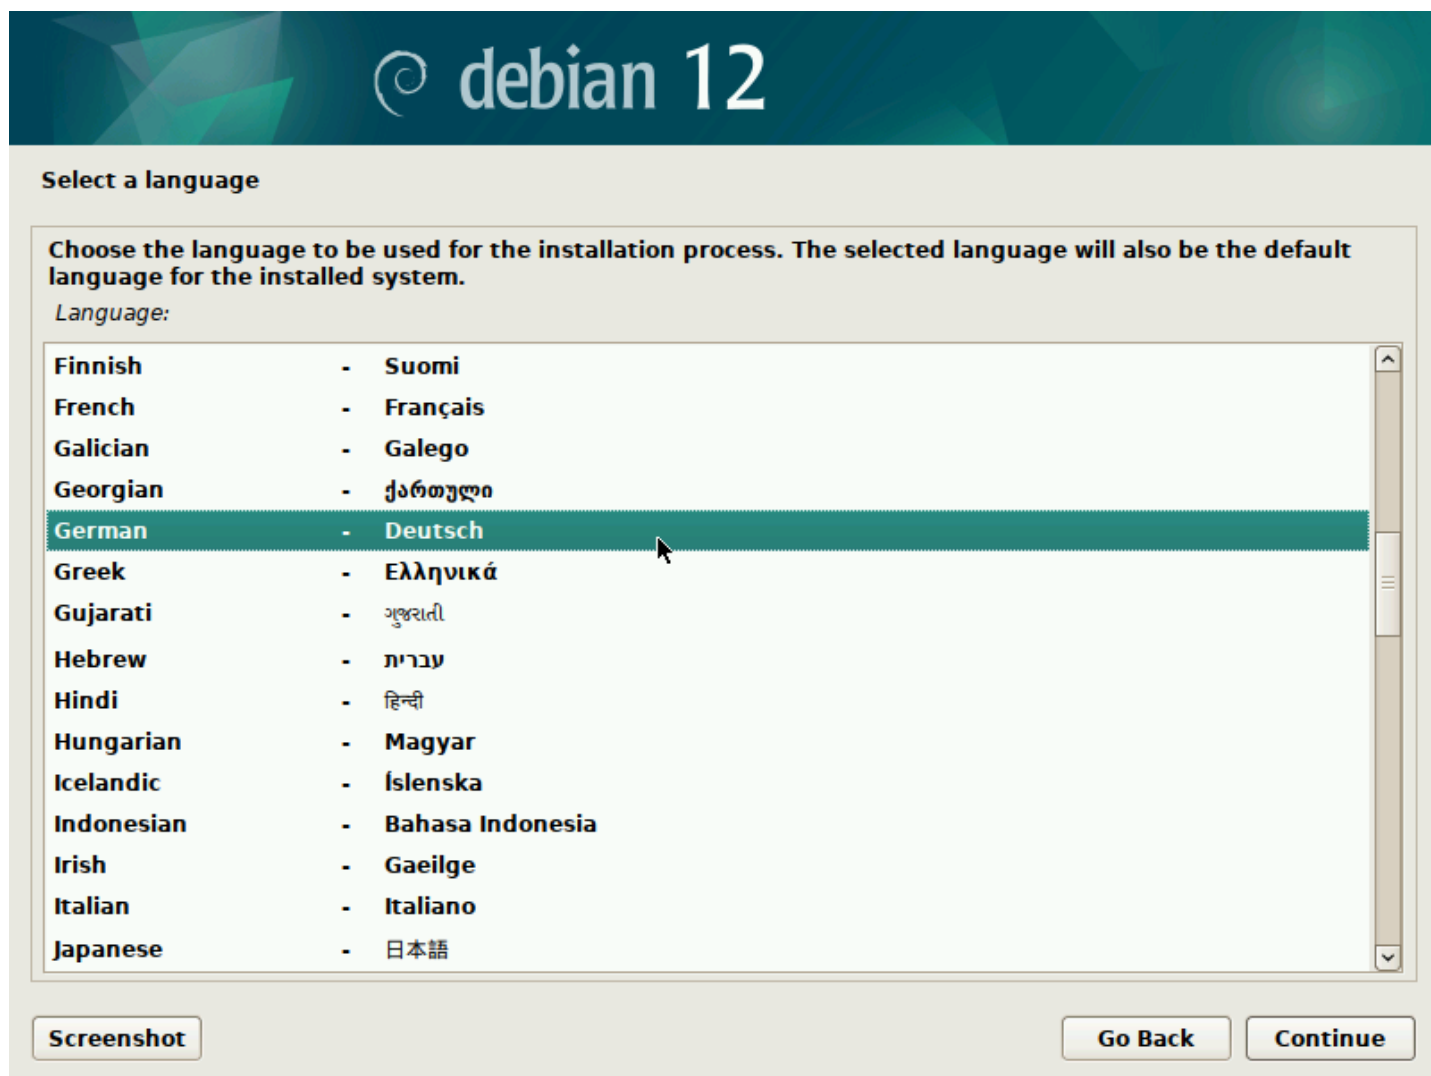 debian 12
Select a language
Choose the language to be used for the installation process. The selected language will also be the default
language for the installed system.
Language:
Finnish - Suomi
French - Français
Galician - Galego
Georgian - ქართული
German - Deutsch
Greek - Ελληνικά
Gujarati - ગુજરાતી
Hebrew - עברית
Hindi - हिन्दी
Hungarian - Magyar
Icelandic - Íslenska
Indonesian - Bahasa Indonesia
Irish - Gaeilge
Italian - Italiano
Japanese - 日本語
Screenshot Go Back Continue